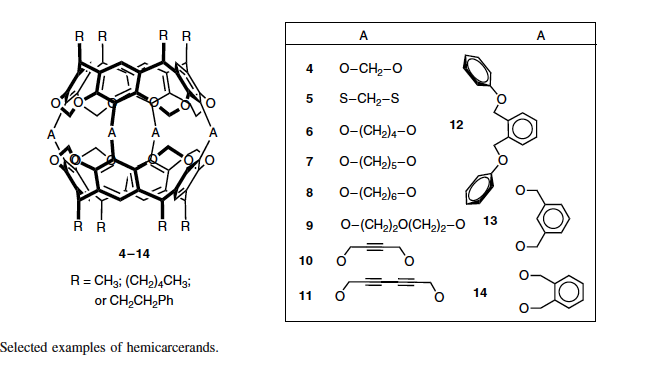 R R R R
O O O O O O
A A A A
O O O O O O
R R R R
4–14
R = CH₃; (CH₂)₄CH₃;
or CH₂CH₂Ph
A A
4 O–CH₂–O
5 S–CH₂–S
6 O–(CH₂)₄–O
7 O–(CH₂)₅–O
8 O–(CH₂)₆–O
9 O–(CH₂)₂O(CH₂)₂–O
10 O O
11 O O
12 O O
13 O O
14 O O
Selected examples of hemicarcerands.